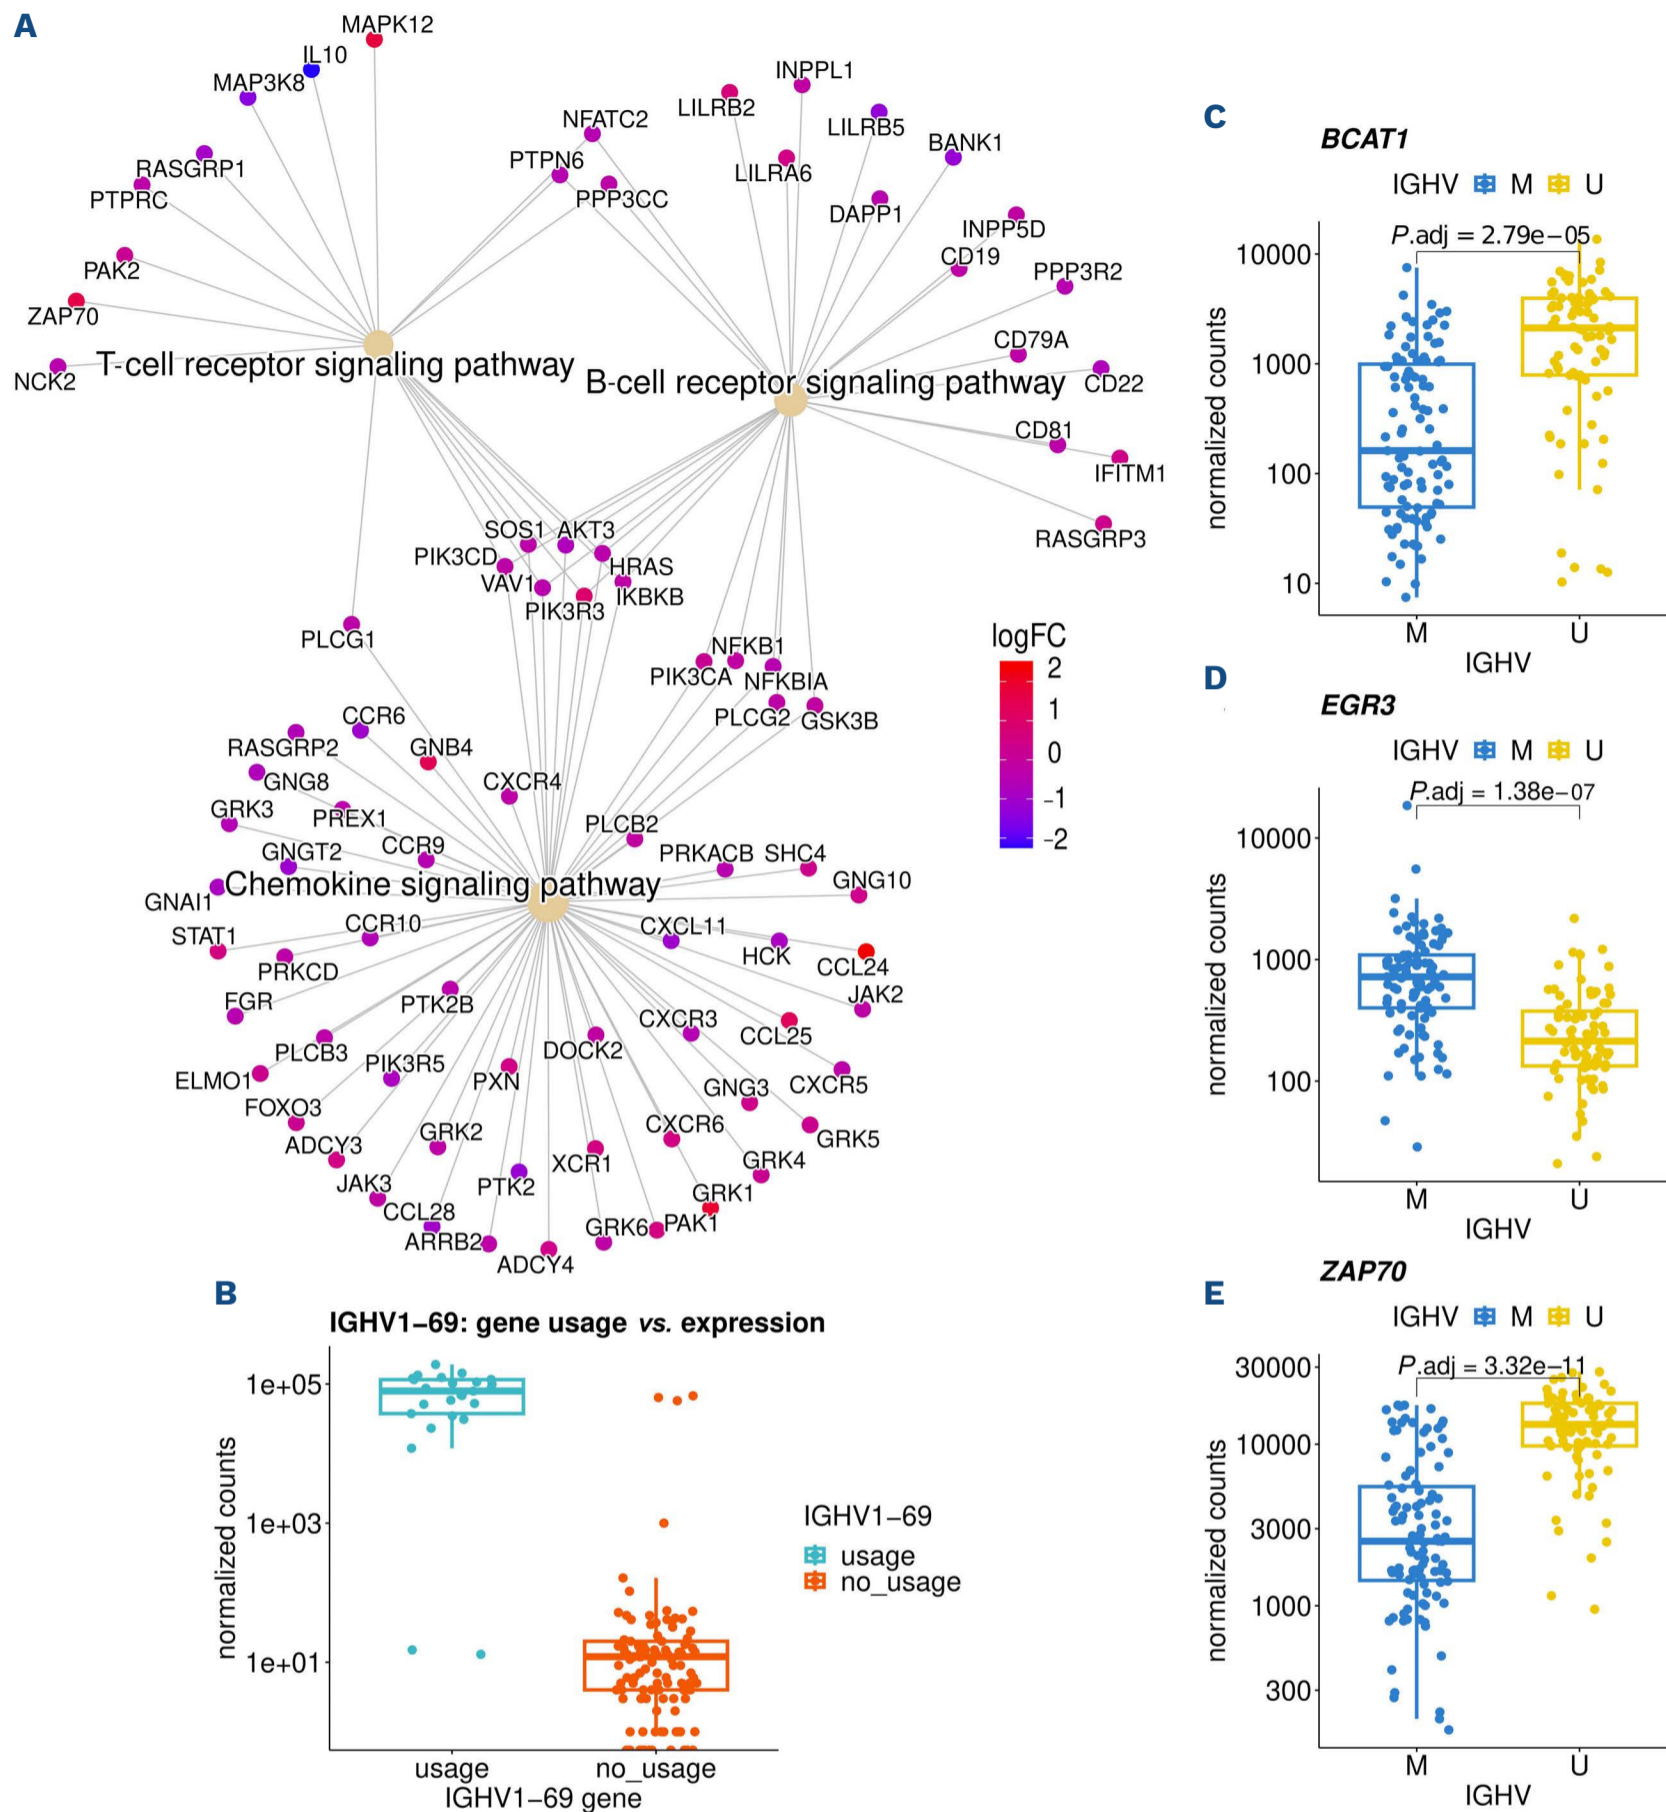 A
MAPK12
IL10
MAP3K8
RASGRP1
PTPRC
PAK2
ZAP70
NCK2
NFATC2
PTPN6
PPP3CC
T-cell receptor signaling pathway
LILRB2
INPPL1
LILRB5
LILRA6
BANK1
DAPP1
INPP5D
CD19
PPP3R2
CD79A
CD22
B-cell receptor signaling pathway
CD81
IFITM1
RASGRP3
SOS1
AKT3
PIK3CD
VAV1
HRAS
PIK3R3
IKBKB
PLCG1
NFKB1
PIK3CA
NFKBIA
PLCG2
GSK3B
logFC
2
1
0
−1
−2
CCR6
RASGRP2
GNB4
GNG8
CXCR4
GRK3
PREX1
PLCB2
GNGT2
CCR9
PRKACB
SHC4
GNG10
Chemokine signaling pathway
GNAI1
CCR10
STAT1
PRKCD
CXCL11
HCK
CCL24
FGR
PTK2B
JAK2
CXCR3
CCL25
PLCB3
PIK3R5
DOCK2
ELMO1
PXN
CXCR5
GNG3
FOXO3
GRK2
CXCR6
GRK5
ADCY3
XCR1
GRK4
JAK3
PTK2
GRK1
CCL28
GRK6
PAK1
ARRB2
ADCY4
B
IGHV1−69: gene usage vs. expression
normalized counts
1e+05
1e+03
1e+01
usage
no_usage
IGHV1−69 gene
IGHV1−69
usage
no_usage
C
BCAT1
IGHV M U
P.adj = 2.79e−05
normalized counts
10000
1000
100
10
M
U
IGHV
D
EGR3
IGHV M U
P.adj = 1.38e−07
normalized counts
10000
1000
100
M
U
IGHV
E
ZAP70
IGHV M U
P.adj = 3.32e−11
normalized counts
30000
10000
3000
1000
300
M
U
IGHV